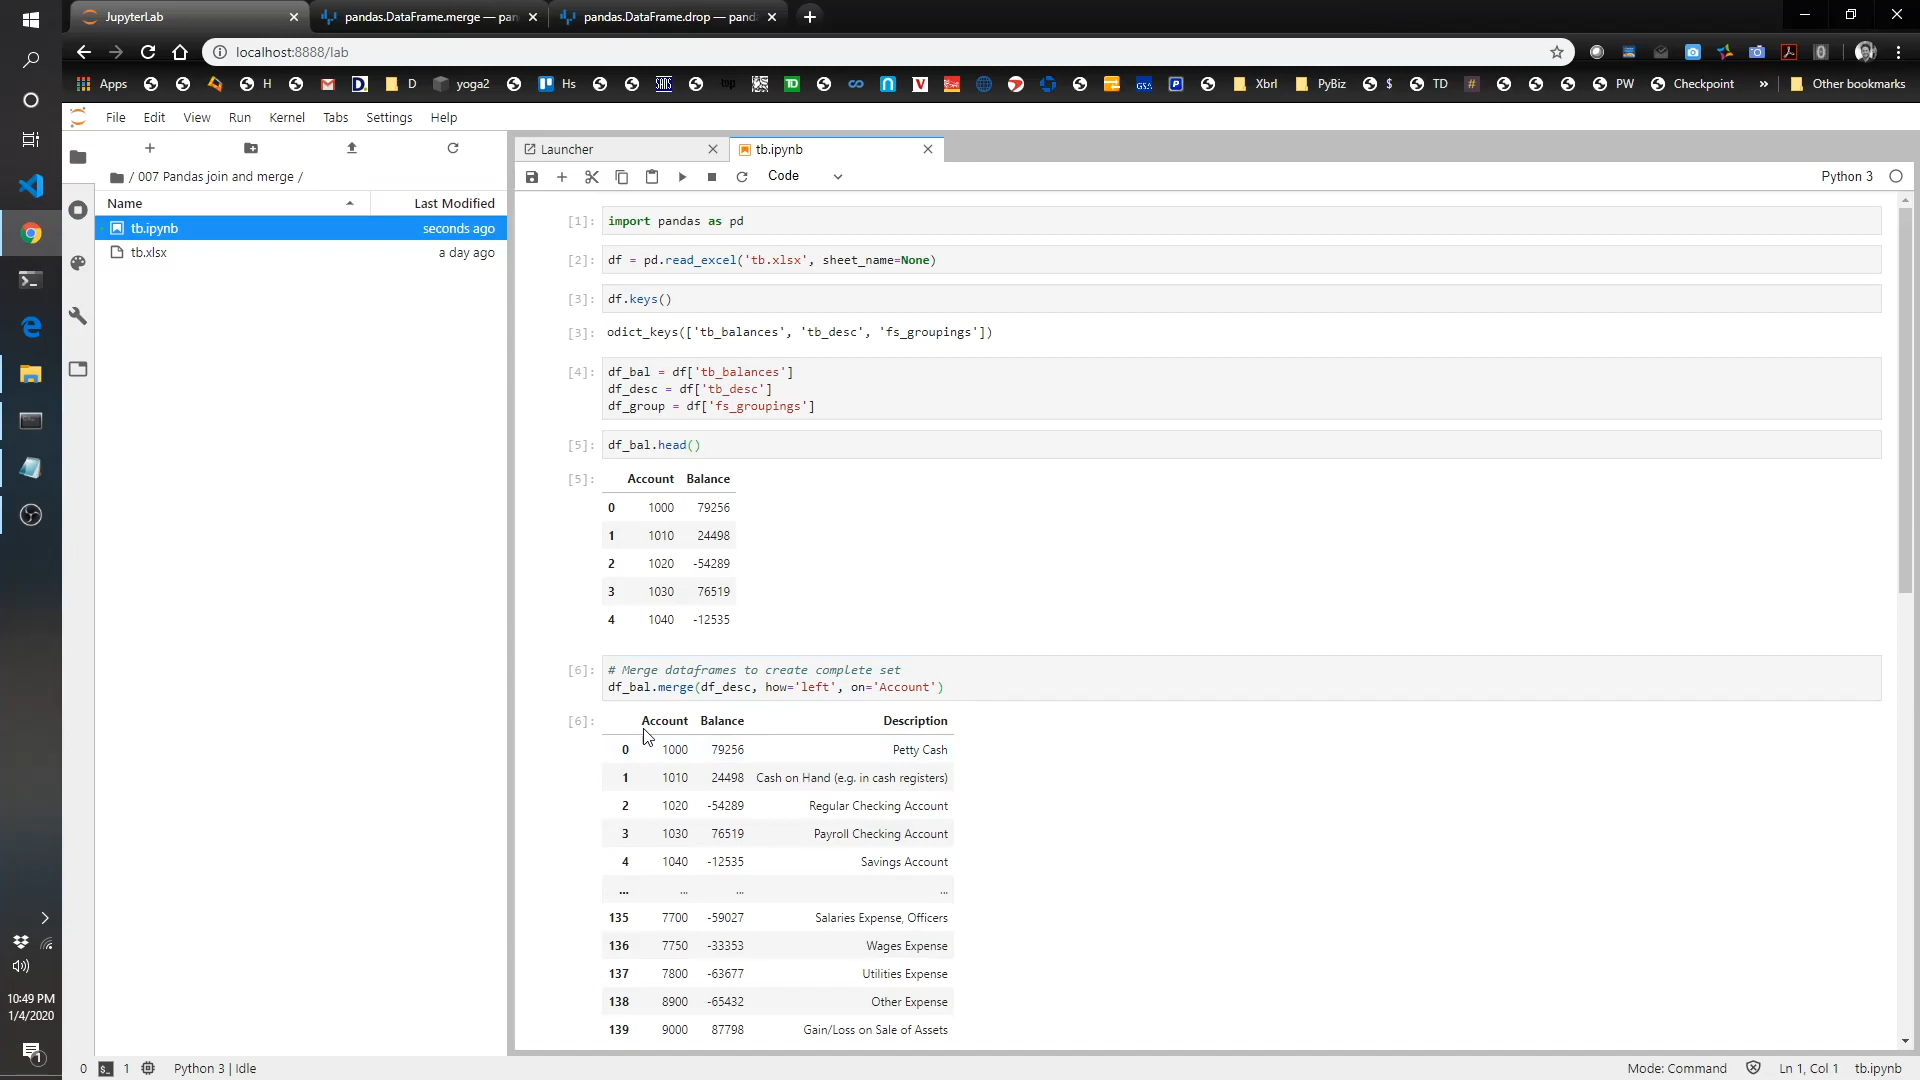 JupyterLab
pandas.DataFrame.merge — pan
pandas.DataFrame.drop — panda
localhost:8888/lab
Apps
H
D
yoga2
Hs
TD
GSA
Xbrl
PyBiz
$
TD
#
PW
Checkpoint
»
Other bookmarks
File Edit View Run Kernel Tabs Settings Help
/ 007 Pandas join and merge /
Name Last Modified
tb.ipynb seconds ago
tb.xlsx a day ago
Launcher
tb.ipynb
Code
Python 3
[1]: import pandas as pd
[2]: df = pd.read_excel('tb.xlsx', sheet_name=None)
[3]: df.keys()
[3]: odict_keys(['tb_balances', 'tb_desc', 'fs_groupings'])
[4]: df_bal = df['tb_balances']
df_desc = df['tb_desc']
df_group = df['fs_groupings']
[5]: df_bal.head()
[5]: Account Balance
0 1000 79256
1 1010 24498
2 1020 -54289
3 1030 76519
4 1040 -12535
[6]: # Merge dataframes to create complete set
df_bal.merge(df_desc, how='left', on='Account')
[6]: Account Balance Description
0 1000 79256 Petty Cash
1 1010 24498 Cash on Hand (e.g. in cash registers)
2 1020 -54289 Regular Checking Account
3 1030 76519 Payroll Checking Account
4 1040 -12535 Savings Account
... ... ... ...
135 7700 -59027 Salaries Expense, Officers
136 7750 -33353 Wages Expense
137 7800 -63677 Utilities Expense
138 8900 -65432 Other Expense
139 9000 87798 Gain/Loss on Sale of Assets
10:49 PM
1/4/2020
1
0 1 Python 3 | Idle
Mode: Command Ln 1, Col 1 tb.ipynb